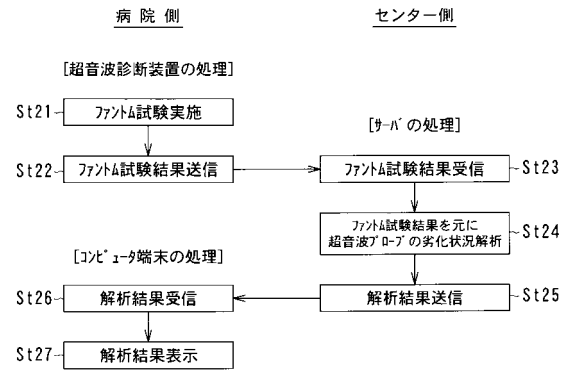 病院側
センター側
[超音波診断装置の処理]
St21
ﾌｧﾝﾄﾑ試験実施
[ｻｰﾊﾞの処理]
St22
ﾌｧﾝﾄﾑ試験結果送信
ﾌｧﾝﾄﾑ試験結果受信
St23
ﾌｧﾝﾄﾑ試験結果を元に
超音波ﾌﾟﾛｰﾌﾞの劣化状況解析
St24
[ｺﾝﾋﾟｭｰﾀ端末の処理]
St26
解析結果受信
解析結果送信
St25
St27
解析結果表示